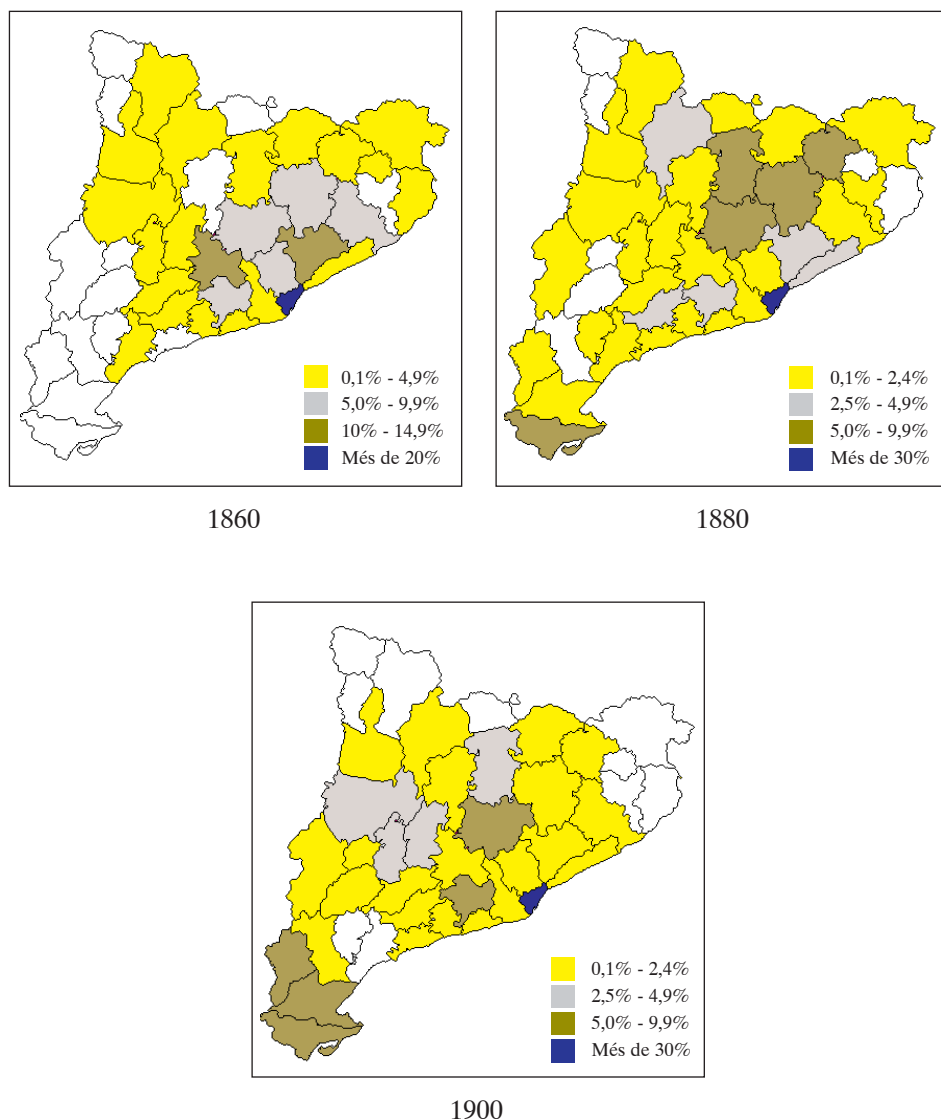 0,1% - 4,9%
5,0% - 9,9%
10% - 14,9%
Més de 20%
1860
0,1% - 2,4%
2,5% - 4,9%
5,0% - 9,9%
Més de 30%
1880
0,1% - 2,4%
2,5% - 4,9%
5,0% - 9,9%
Més de 30%
1900